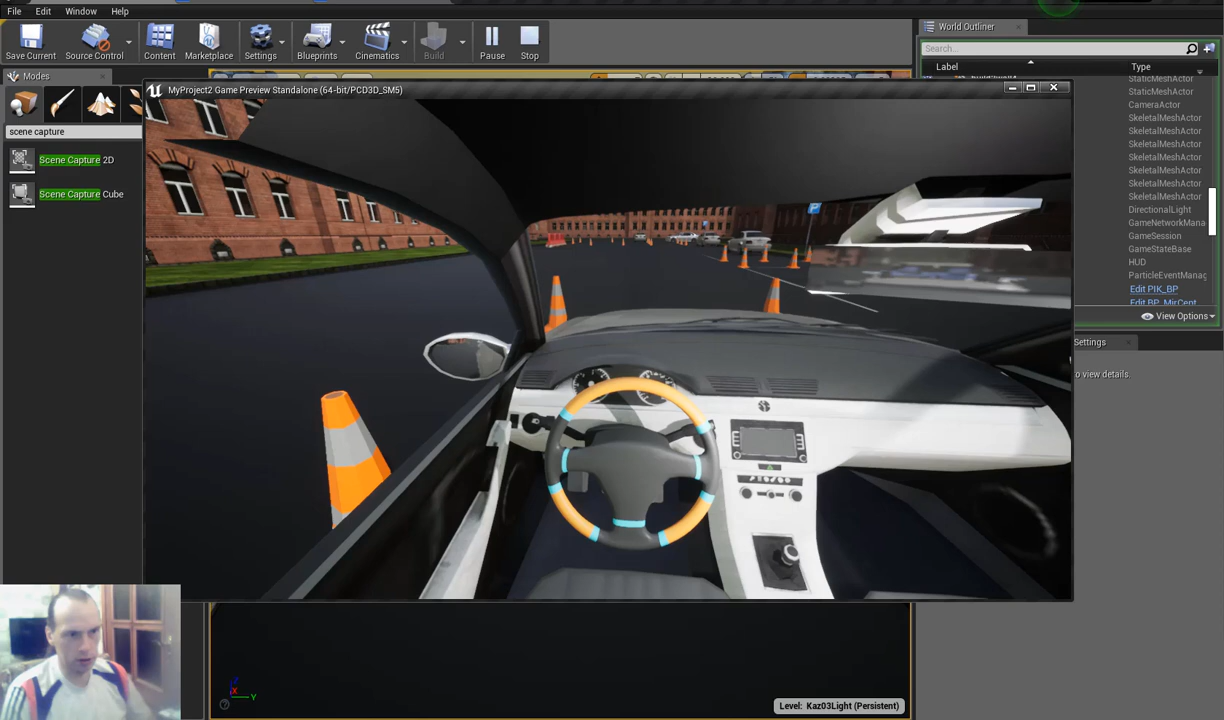 File Edit Window Help
World Outliner
Save Current
Source Control
Content
Marketplace
Settings
Blueprints
Cinematics
Build
Pause
Stop
Search...
Label
Type
Modes
MyProject2 Game Preview Standalone (64-bit/PCD3D_SM5)
scene capture
Scene Capture 2D
Scene Capture Cube
StaticMeshActor
StaticMeshActor
CameraActor
SkeletalMeshActor
SkeletalMeshActor
SkeletalMeshActor
SkeletalMeshActor
SkeletalMeshActor
SkeletalMeshActor
SkeletalMeshActor
DirectionalLight
GameNetworkMana
GameSession
GameStateBase
HUD
ParticleEventManag
Edit PIK_BP
Edit BP_MirCept
View Options
Settings
o view details.
P
Z
X
Y
?
Level: Kaz03Light (Persistent)